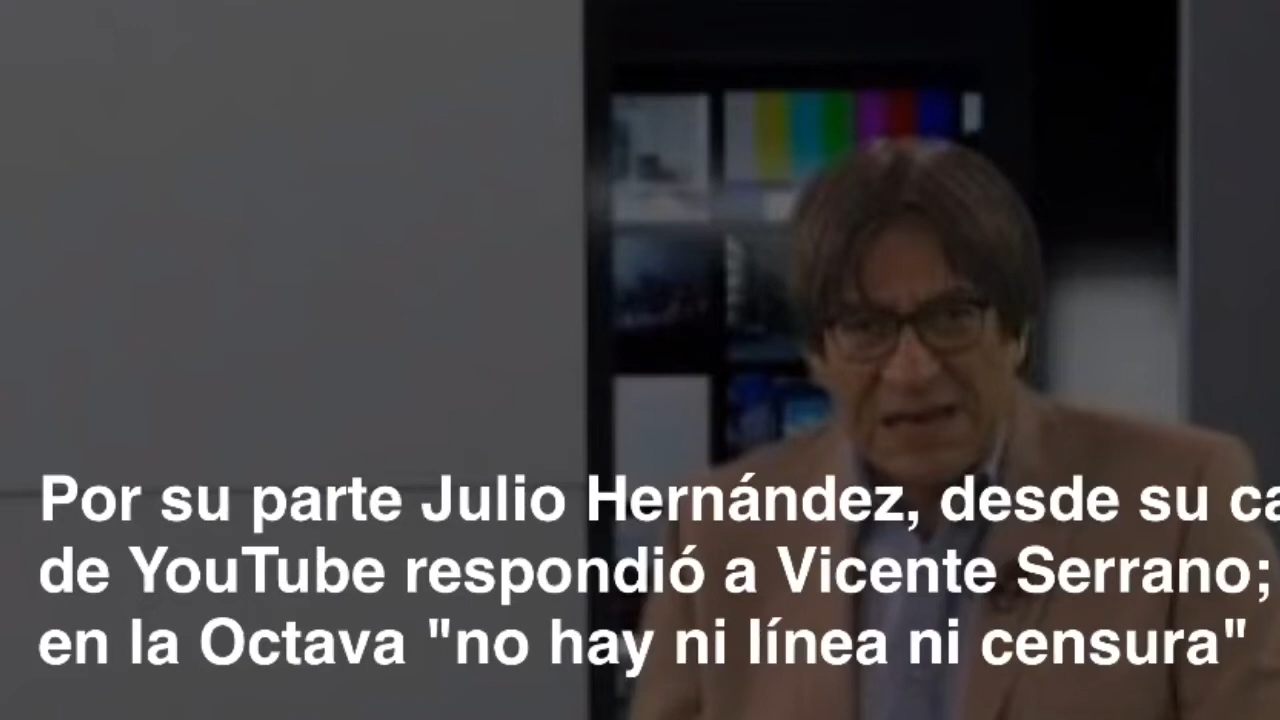 Por su parte Julio Hernández, desde su ca
de YouTube respondió a Vicente Serrano;
en la Octava "no hay ni línea ni censura"